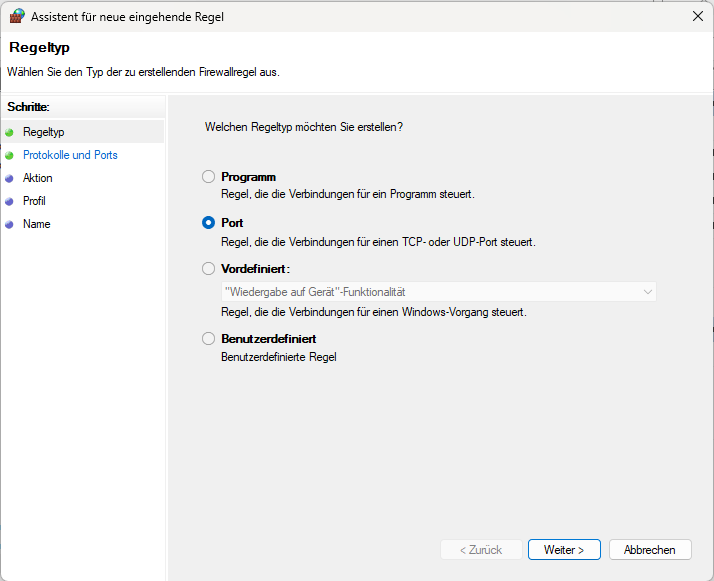 Assistent für neue eingehende Regel
Regeltyp
Wählen Sie den Typ der zu erstellenden Firewallregel aus.
Schritte:
Regeltyp
Protokolle und Ports
Aktion
Profil
Name
Welchen Regeltyp möchten Sie erstellen?
Programm
Regel, die die Verbindungen für ein Programm steuert.
Port
Regel, die die Verbindungen für einen TCP- oder UDP-Port steuert.
Vordefiniert:
"Wiedergabe auf Gerät"-Funktionalität
Regel, die die Verbindungen für einen Windows-Vorgang steuert.
Benutzerdefiniert
Benutzerdefinierte Regel
< Zurück
Weiter >
Abbrechen